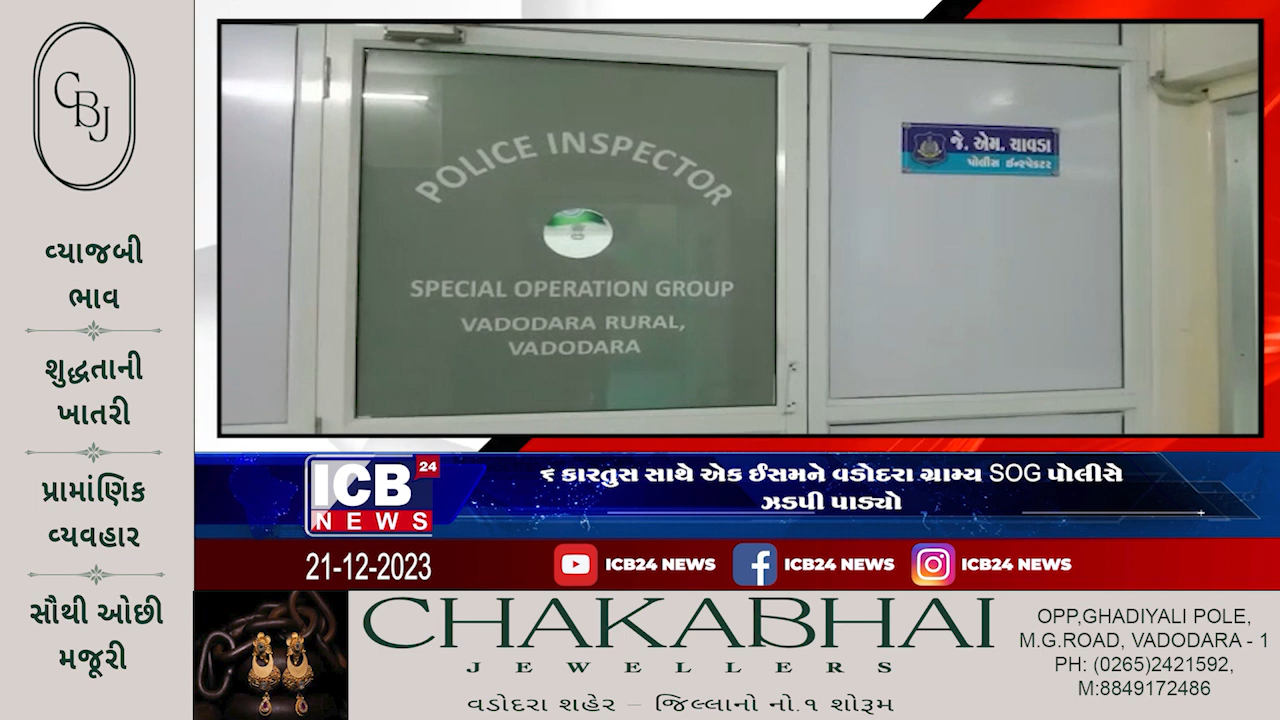 CBJ
વ્યાજબી
ભાવ
શુદ્ધતાની
ખાતરી
પ્રામાંણિક
વ્યવહાર
સૌથી ઓછી
મજૂરી
POLICE INSPECTOR
SPECIAL OPERATION GROUP
VADODARA RURAL,
VADODARA
જે. એમ. ચાવડા
પોલીસ ઈન્સ્પેકટર
ICB 24
NEWS
૬ કારતુસ સાથે એક ઈસમને વડોદરા ગ્રામ્ય SOG પોલીસે
ઝડપી પાડ્યો
21-12-2023
ICB24 NEWS
ICB24 NEWS
ICB24 NEWS
CHAKABHAI
JEWELLERS
વડોદરા શહેર – જિલ્લાનો નો.૧ શોરૂમ
OPP,GHADIYALI POLE,
M.G.ROAD, VADODARA - 1
PH: (0265)2421592,
M:8849172486